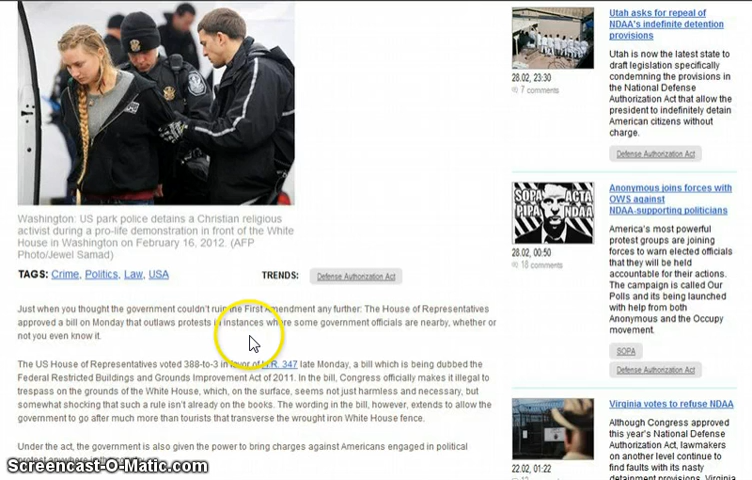 Washington: US park police detains a Christian religious
activist during a pro-life demonstration in front of the White
House in Washington on February 16, 2012. (AFP
Photo/Jewel Samad)
TAGS: Crime, Politics, Law, USA
TRENDS: Defense Authorization Act
Just when you thought the government couldn't ruin the First Amendment any further: The House of Representatives
approved a bill on Monday that outlaws protests in instances where some government officials are nearby, whether or
not you even know it.
The US House of Representatives voted 388-to-3 in favor of H.R. 347 late Monday, a bill which is being dubbed the
Federal Restricted Buildings and Grounds Improvement Act of 2011. In the bill, Congress officially makes it illegal to
trespass on the grounds of the White House, which, on the surface, seems not just harmless and necessary, but
somewhat shocking that such a rule isn't already on the books. The wording in the bill, however, extends to allow the
government to go after much more than tourists that transverse the wrought iron White House fence.
Under the act, the government is also given the power to bring charges against Americans engaged in political
protest anywhere in the
Screencast-O-Matic.com
Utah asks for repeal of
NDAA's indefinite detention
provisions
28.02, 23:30
7 comments
Utah is now the latest state to
draft legislation specifically
condemning the provisions in
the National Defense
Authorization Act that allow the
president to indefinitely detain
American citizens without
charge.
Defense Authorization Act
SOPA ACTA
PIPA NDAA
Anonymous joins forces with
OWS against
NDAA-supporting politicians
28.02, 00:50
18 comments
America's most powerful
protest groups are joining
forces to warn elected officials
that they will be held
accountable for their actions.
The campaign is called Our
Polls and its being launched
with help from both
Anonymous and the Occupy
movement.
SOPA
Defense Authorization Act
Virginia votes to refuse NDAA
22.02, 01:22
Although Congress approved
this year's National Defense
Authorization Act, lawmakers
on another level continue to
find faults with its nasty
detainment provisions. Virginia